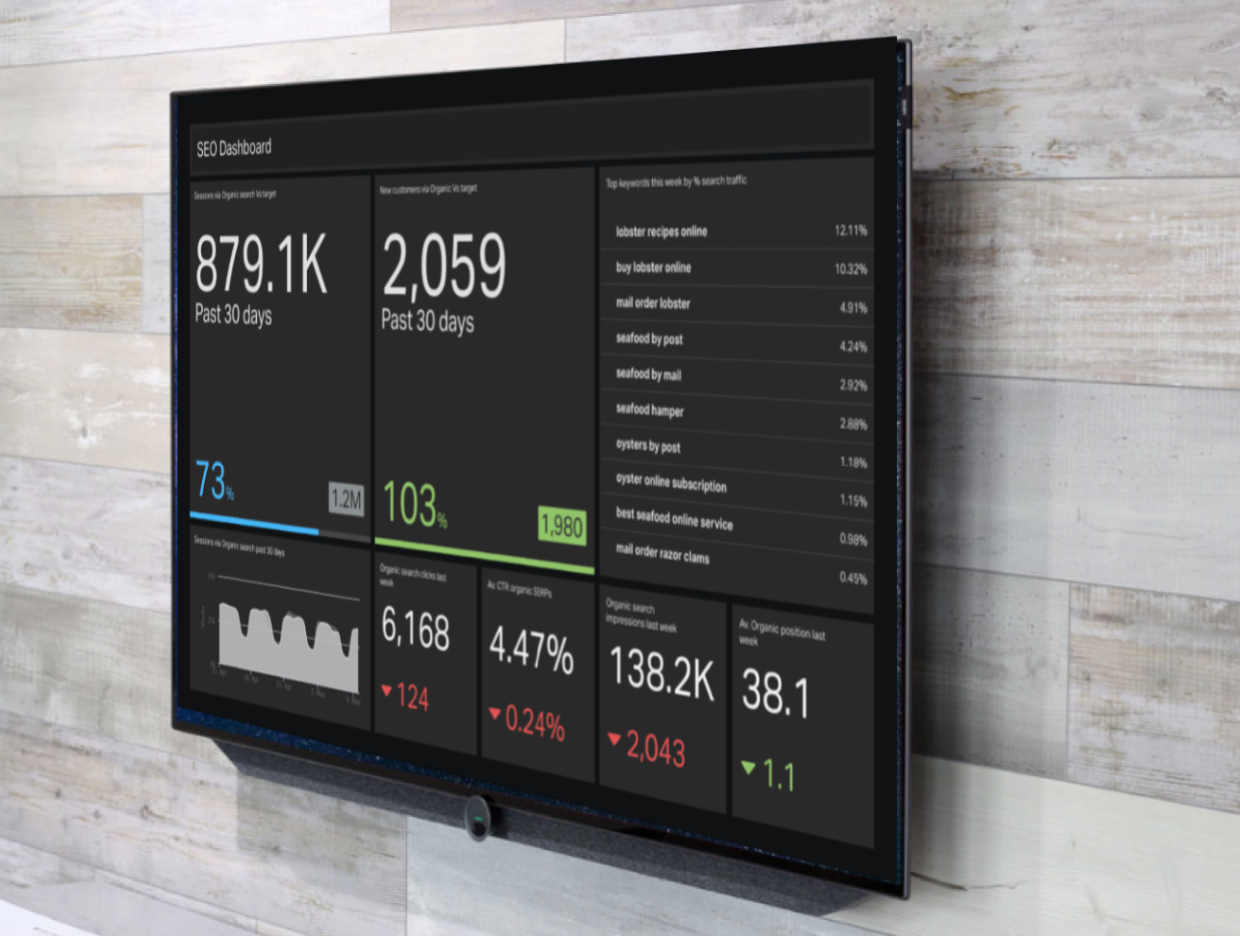 SEO Dashboard
Sessions via Organic search Vs target
879.1K
Past 30 days
73%
1.2M
New customers via Organic Vs target
2,059
Past 30 days
103%
1,980
Top keywords this week by % search traffic
lobster recipes online 12.11%
buy lobster online 10.32%
mail order lobster 4.91%
seafood by post 4.24%
seafood by mail 2.92%
seafood hamper 2.88%
oysters by post 1.18%
oyster online subscription 1.15%
best seafood online service 0.98%
mail order razor clams 0.45%
Sessions via Organic search past 30 days
Organic search clicks last
week
6,168
▼124
Av. CTR organic SERPs
4.47%
▼0.24%
Organic search
impressions last week
138.2K
▼2,043
Av. Organic position last
week
38.1
▼1.1